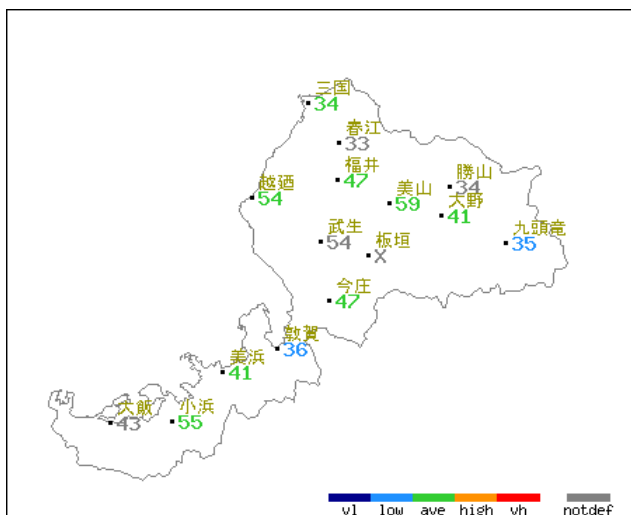 三国
34
春江
33
福井
47
勝山
34
越廼
54
美山
59
大野
41
武生
54
板垣
X
九頭竜
35
今庄
47
敦賀
36
美浜
41
大飯
43
小浜
55
vl low ave high vh notdef